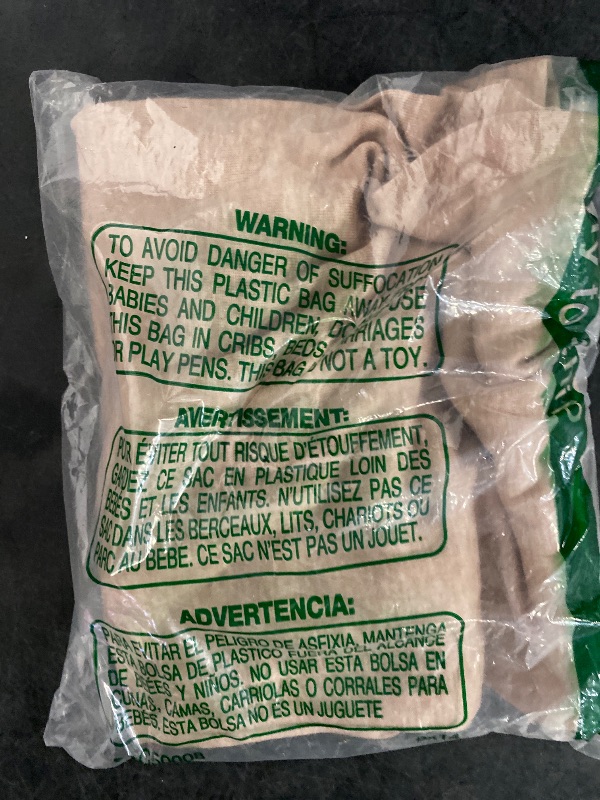 WARNING:
TO AVOID DANGER OF SUFFOCATION
KEEP THIS PLASTIC BAG AWAY USE
BABIES AND CHILDREN, DO
THIS BAG IN CRIBS, BEDS,
R PLAY PENS. THIS BAG NOT A TOY.
AVERTISSEMENT:
ÉVITER TOUT RISQUE D'ÉTOUFFEMENT,
CE SAC EN PLASTIQUE LOIN DES
BÉBÉS ET LES ENFANTS. N'UTILISEZ PAS CE
SAC DANS LES BERCEAUX, LITS, CHARIOTS OU
PARC AU BEBE. CE SAC N'EST PAS UN JOUET.
ADVERTENCIA:
PARA EVITAR EL PELIGRO DE ASFIXIA, MANTENGA
ESTA BOLSA DE PLASTICO FUERA DEL ALCANCE
DE BEBES Y NIÑOS. NO USAR ESTA BOLSA EN
CUNAS, CAMAS, CARRIOLAS O CORRALES PARA
BEBES. ESTA BOLSA NO ES UN JUGUETE